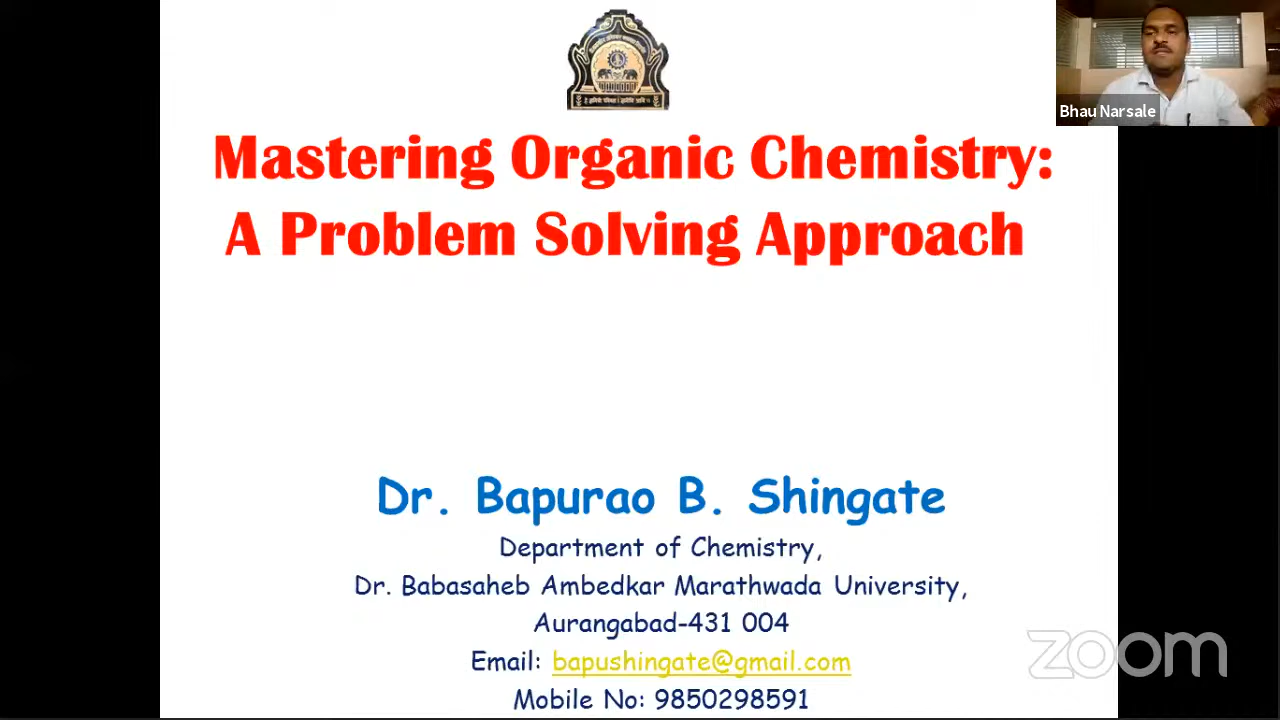 Mastering Organic Chemistry:
A Problem Solving Approach
Dr. Bapurao B. Shingate
Department of Chemistry,
Dr. Babasaheb Ambedkar Marathwada University,
Aurangabad-431 004
Email: bapushingate@gmail.com
Mobile No: 9850298591
Bhau Narsale
zoom